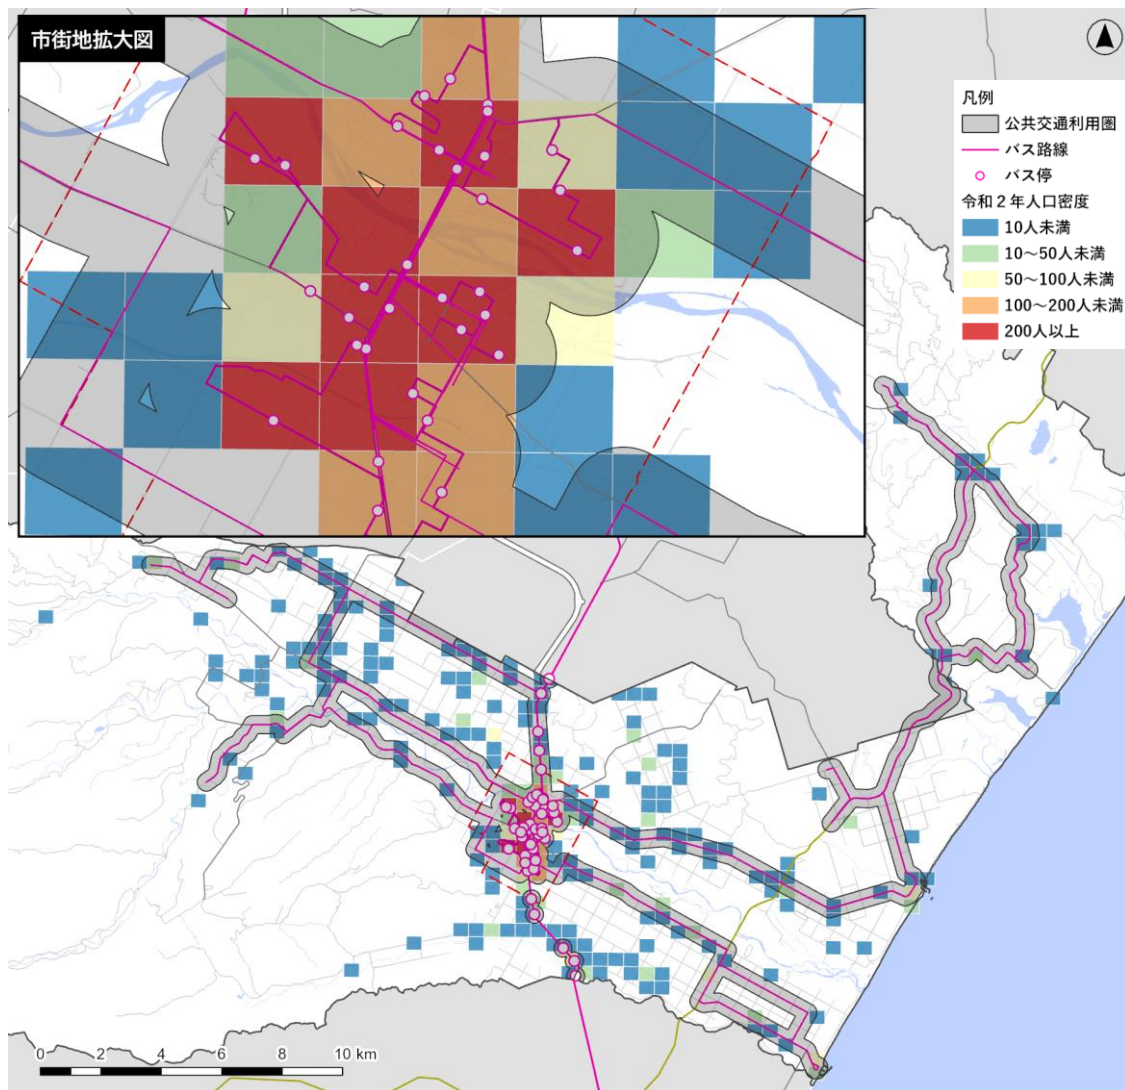 市街地拡大図
凡例
公共交通利用圏
バス路線
バス停
令和２年人口密度
10人未満
10～50人未満
50～100人未満
100～200人未満
200人以上
0 2 4 6 8 10 km